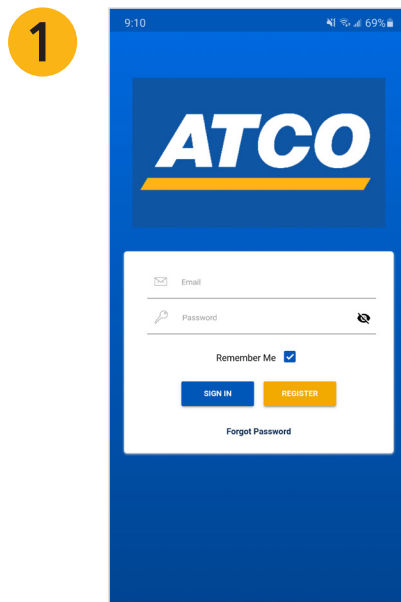 1
9:10
69%
ATCO
Email
Password
Remember Me
SIGN IN
REGISTER
Forgot Password